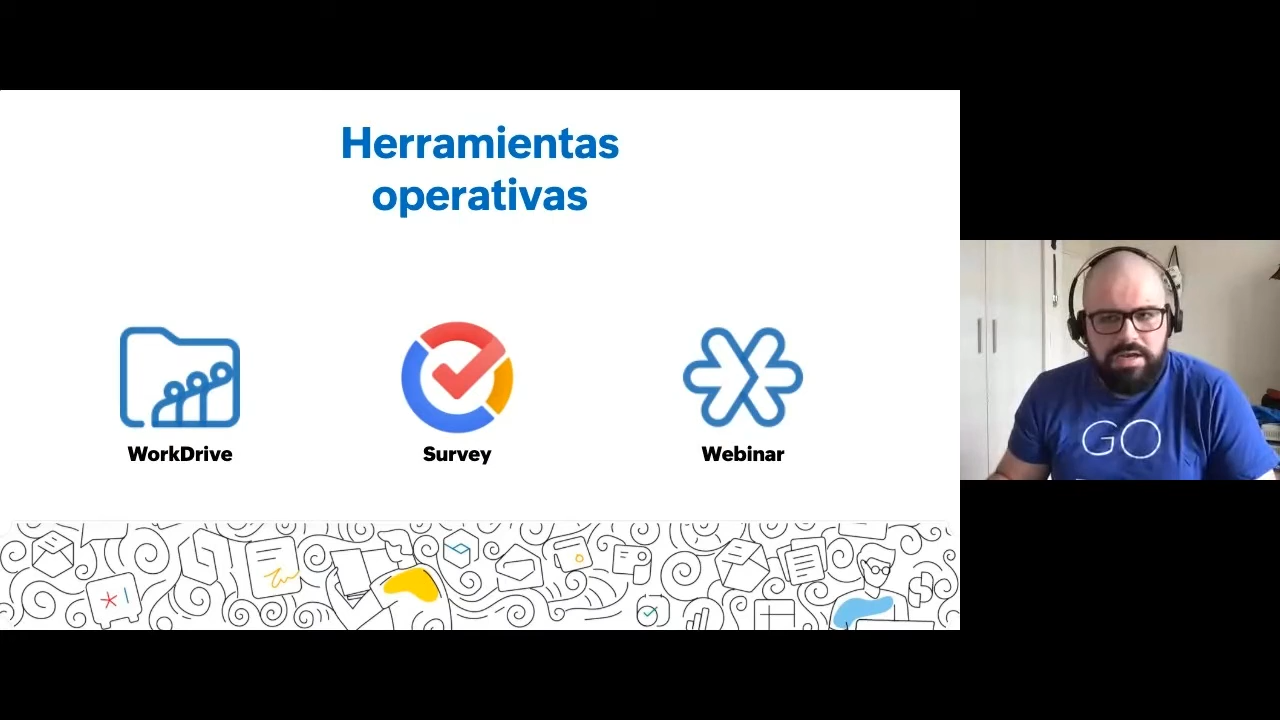 Herramientas
operativas
WorkDrive
Survey
Webinar
GO